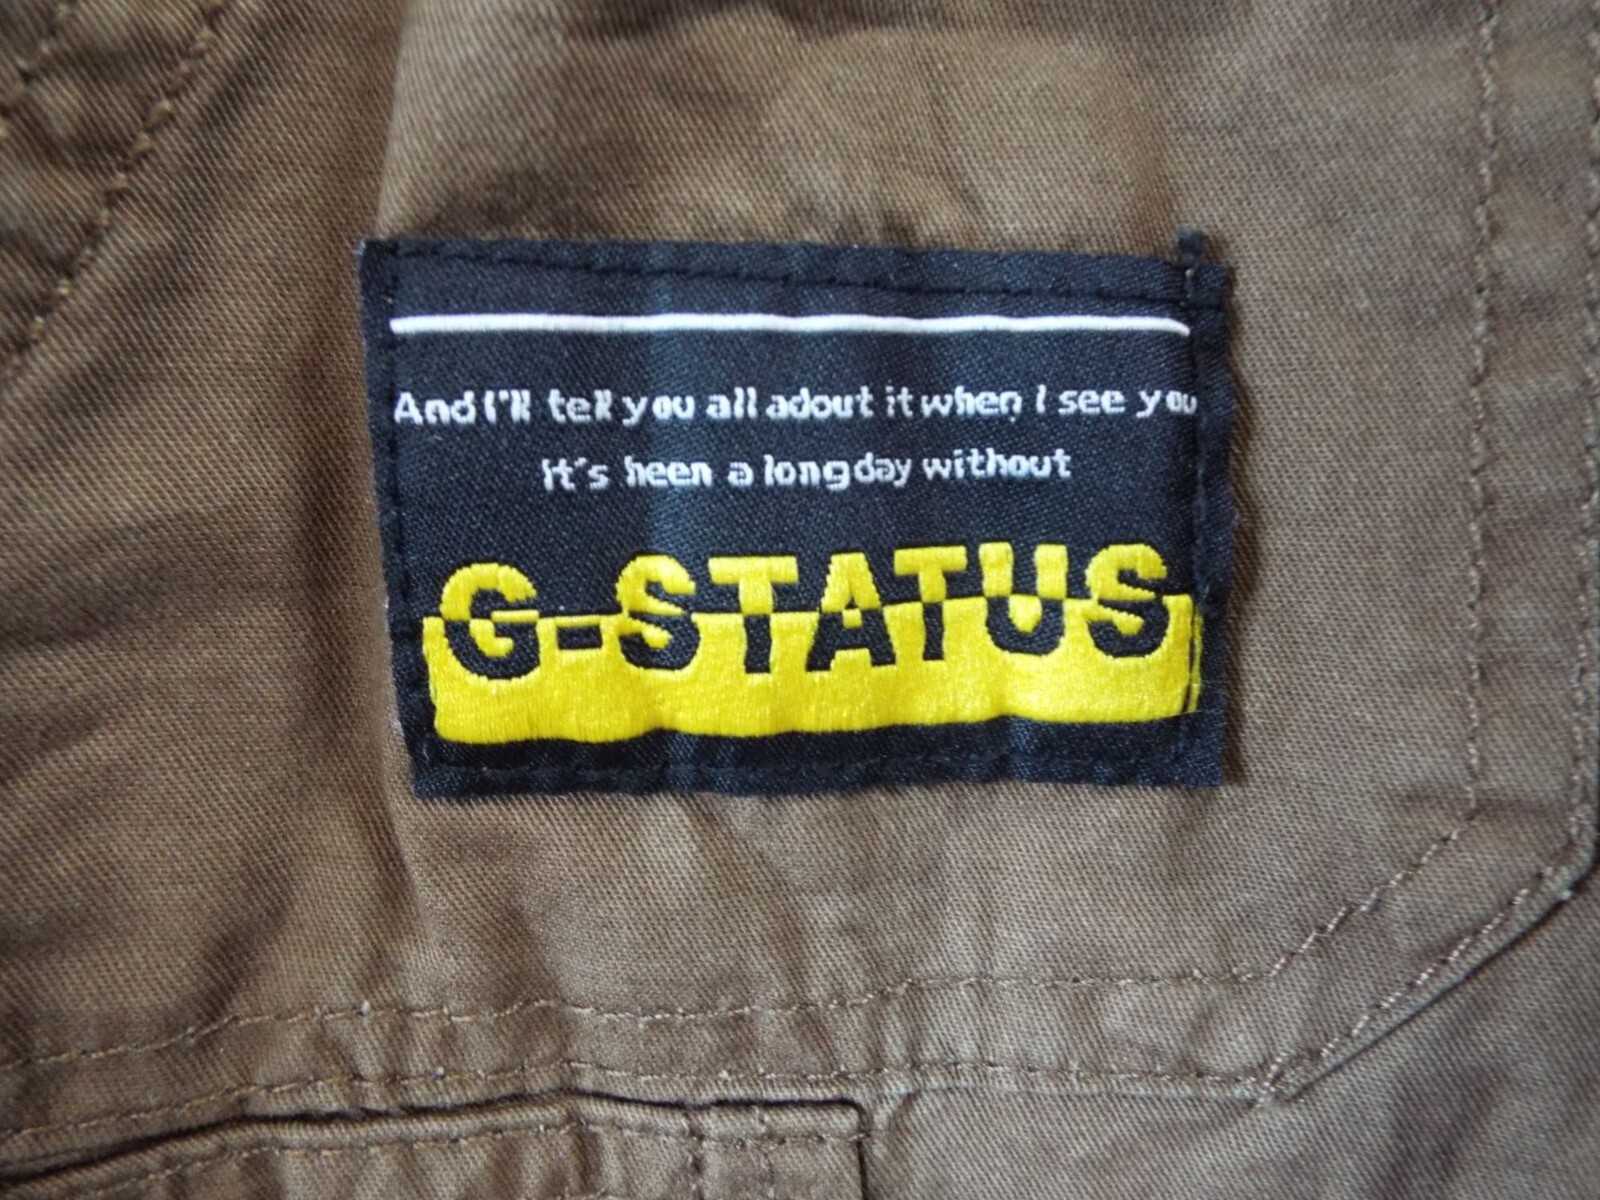 And I'll tell you all adout it when I see you
it's heen a long day without
G-STATUS